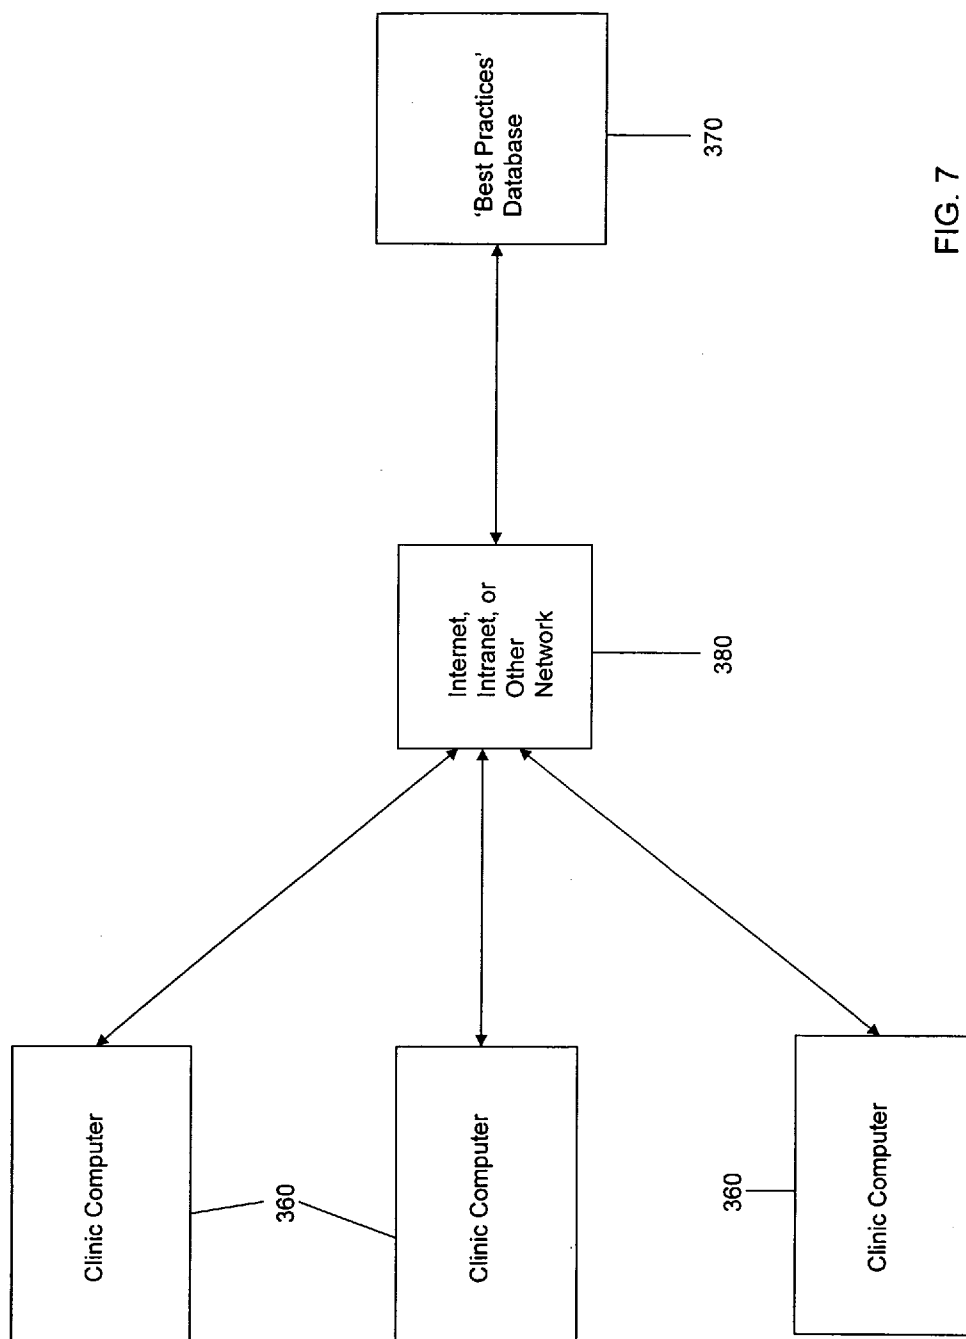 Clinic Computer
360
Clinic Computer
360
Clinic Computer
Internet,
Intranet, or
Other
Network
380
'Best Practices'
Database
370
FIG. 7